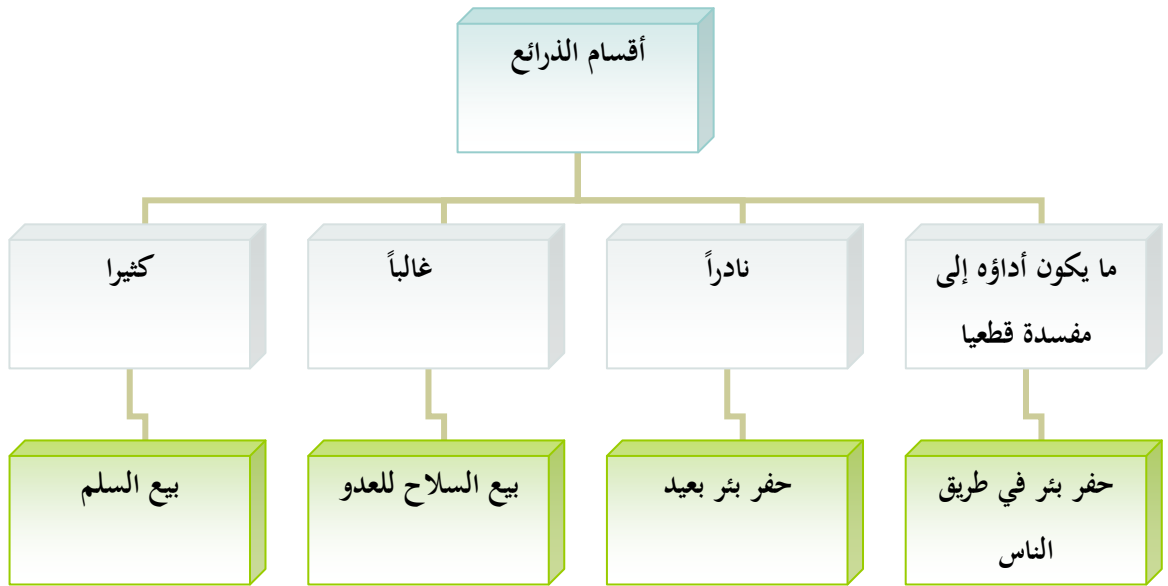 أقسام الذرائع
ما يكون أداؤه إلى
مفسدة قطعيا
نادراً
غالباً
كثيرا
حفر بئر في طريق
الناس
حفر بئر بعيد
بيع السلاح للعدو
بيع السلم